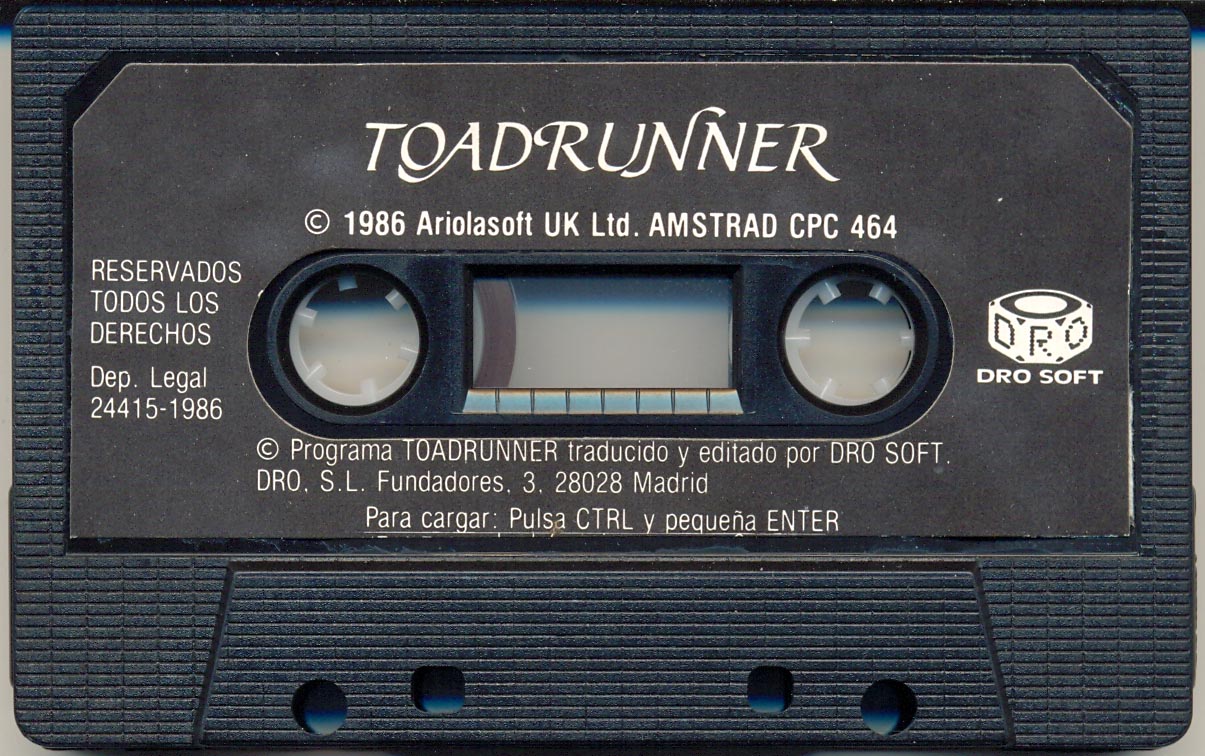 TOADRUNNER
© 1986 Ariolasoft UK Ltd. AMSTRAD CPC 464
RESERVADOS
TODOS LOS
DERECHOS
Dep. Legal
24415-1986
DRO
DRO SOFT
© Programa TOADRUNNER traducido y editado por DRO SOFT.
DRO, S.L. Fundadores, 3, 28028 Madrid
Para cargar: Pulsa CTRL y pequeña ENTER